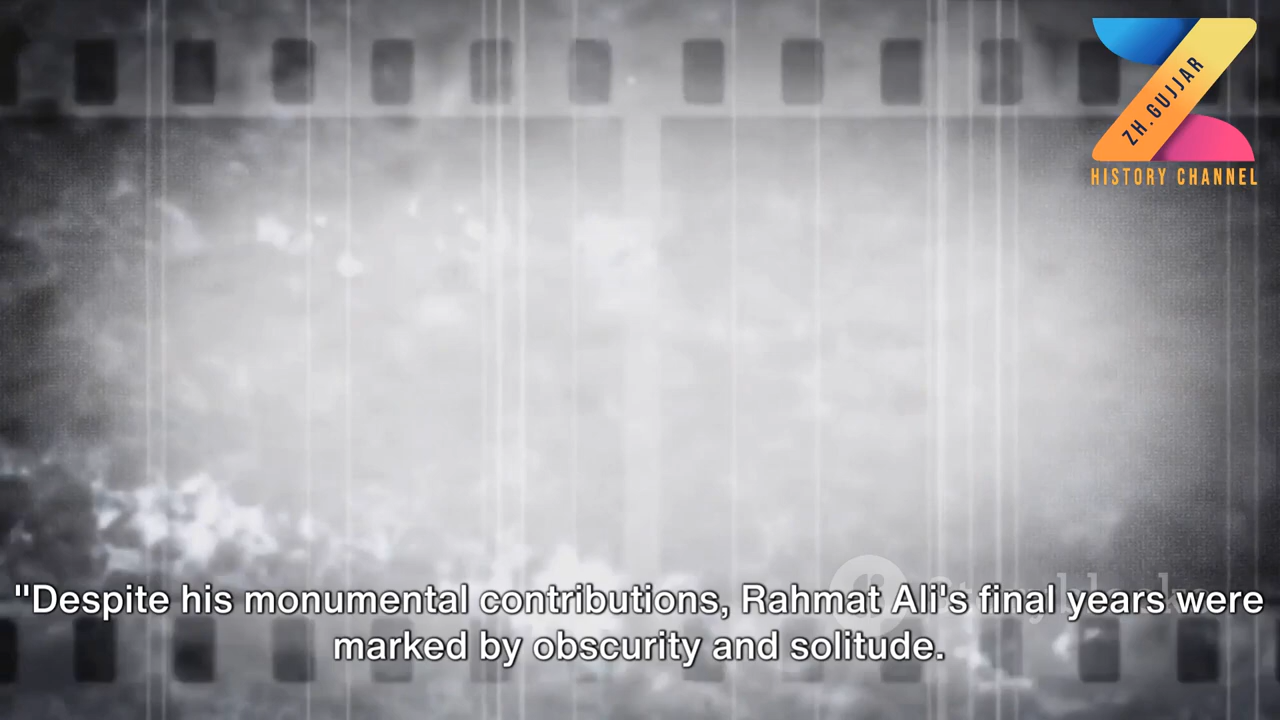 ZH.GUJJAR
HISTORY CHANNEL
"Despite his monumental contributions, Rahmat Ali's final years were
marked by obscurity and solitude.